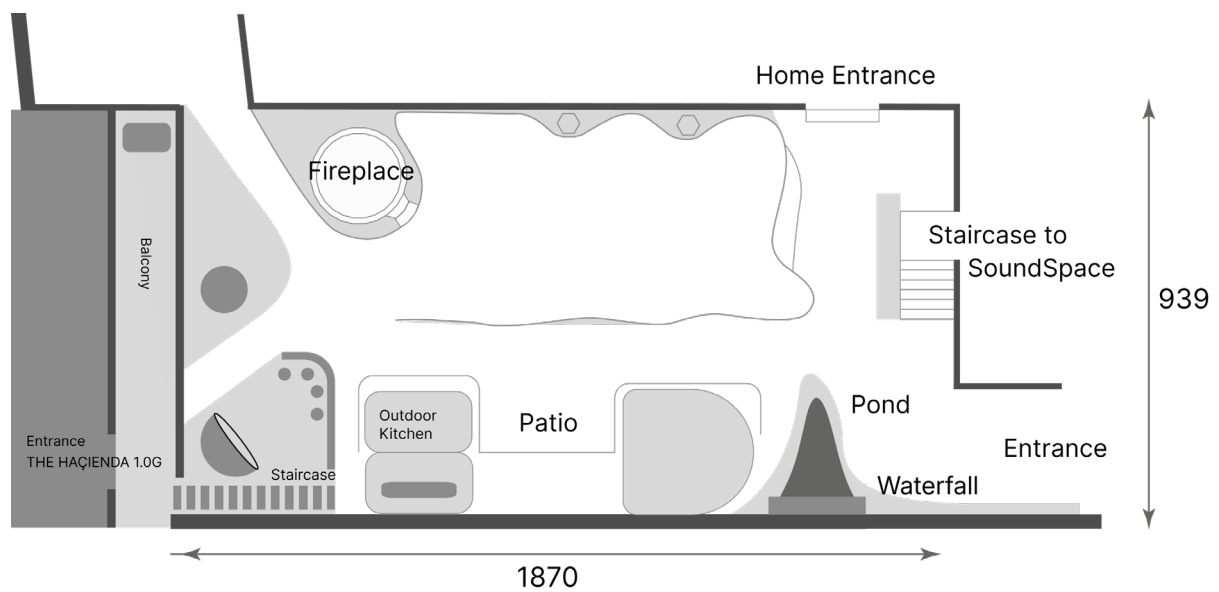 Home Entrance
Fireplace
Balcony
Staircase to
SoundSpace
939
Outdoor
Kitchen
Patio
Pond
Entrance
Entrance
THE HAÇIENDA 1.0G
Staircase
Waterfall
1870